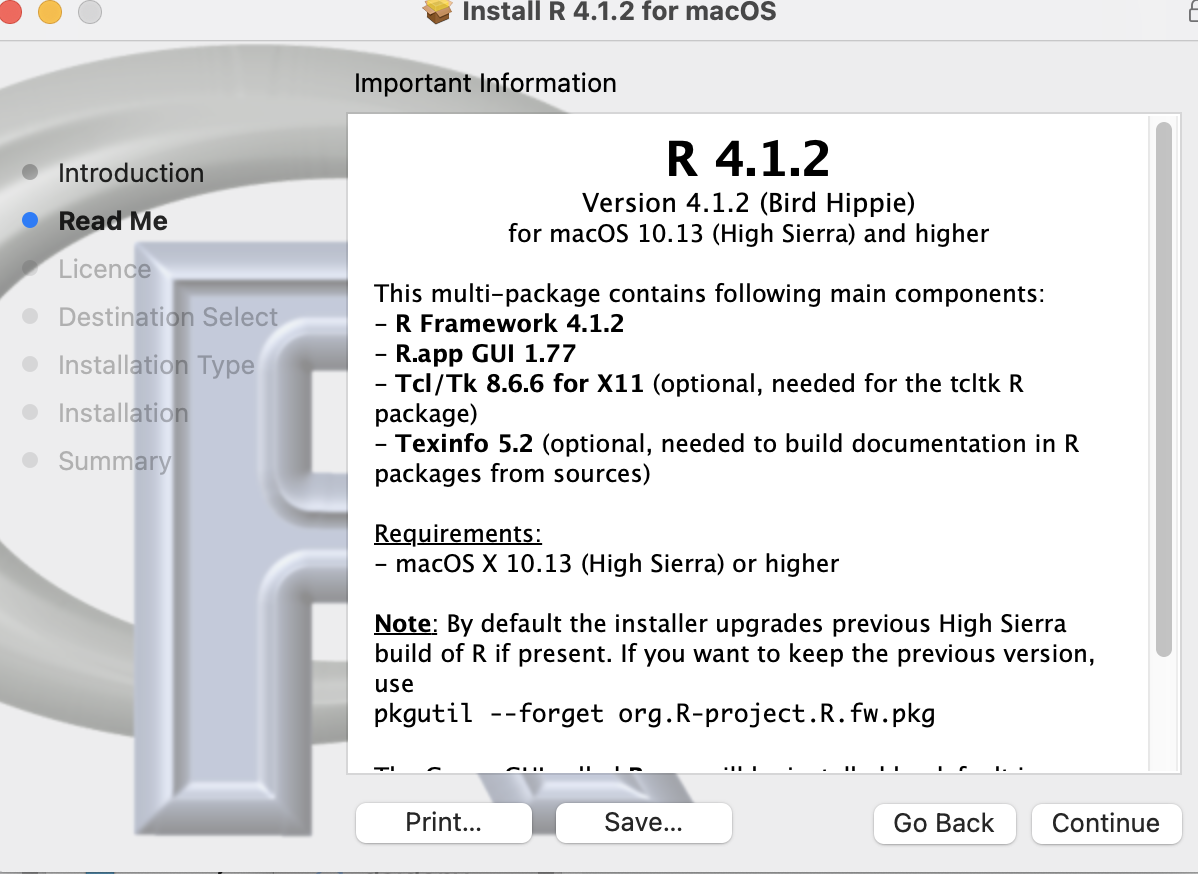 Install R 4.1.2 for macOS
Important Information
Introduction
Read Me
Licence
Destination Select
Installation Type
Installation
Summary
R 4.1.2
Version 4.1.2 (Bird Hippie)
for macOS 10.13 (High Sierra) and higher
This multi-package contains following main components:
- R Framework 4.1.2
- R.app GUI 1.77
- Tcl/Tk 8.6.6 for X11 (optional, needed for the tcltk R
package)
- Texinfo 5.2 (optional, needed to build documentation in R
packages from sources)
Requirements:
- macOS X 10.13 (High Sierra) or higher
Note: By default the installer upgrades previous High Sierra
build of R if present. If you want to keep the previous version,
use
pkgutil --forget org.R-project.R.fw.pkg
Print...
Save...
Go Back
Continue